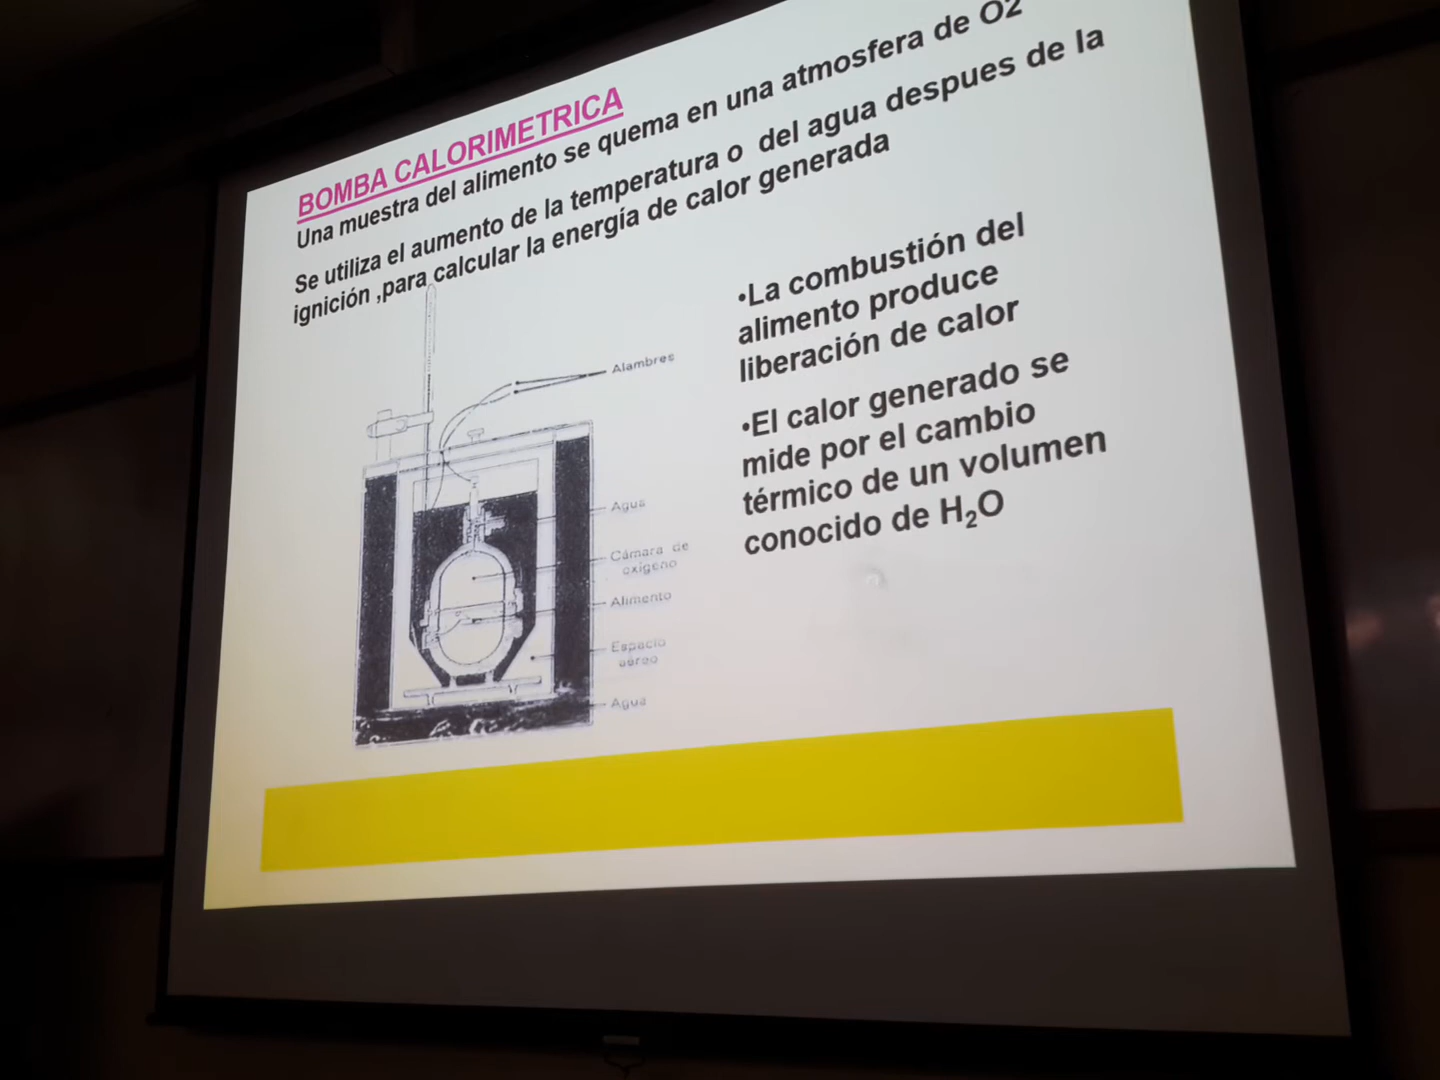 BOMBA CALORIMETRICA
Una muestra del alimento se quema en una atmosfera de O2
Se utiliza el aumento de la temperatura o del agua despues de la
ignición ,para calcular la energía de calor generada
•La combustión del
alimento produce
liberación de calor
•El calor generado se
mide por el cambio
térmico de un volumen
conocido de H₂O
Alambres
Agua
Cámara de
oxígeno
Alimento
Espacio
aéreo
Agua